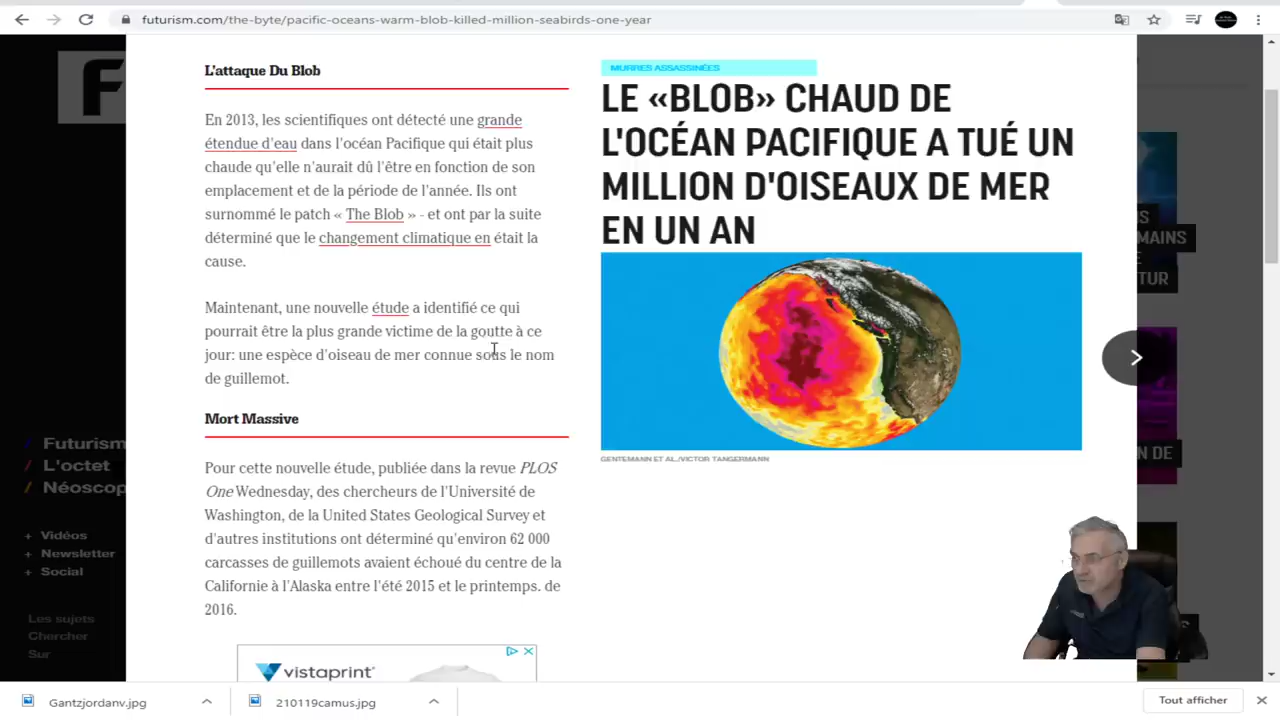 futurism.com/the-byte/pacific-oceans-warm-blob-killed-million-seabirds-one-year
L'attaque Du Blob
En 2013, les scientifiques ont détecté une grande
étendue d'eau dans l'océan Pacifique qui était plus
chaude qu'elle n'aurait dû l'être en fonction de son
emplacement et de la période de l'année. Ils ont
surnommé le patch « The Blob » - et ont par la suite
déterminé que le changement climatique en était la
cause.
Maintenant, une nouvelle étude a identifié ce qui
pourrait être la plus grande victime de la goutte à ce
jour: une espèce d'oiseau de mer connue sous le nom
de guillemot.
Mort Massive
Pour cette nouvelle étude, publiée dans la revue PLOS
One Wednesday, des chercheurs de l'Université de
Washington, de la United States Geological Survey et
d'autres institutions ont déterminé qu'environ 62 000
carcasses de guillemots avaient échoué du centre de la
Californie à l'Alaska entre l'été 2015 et le printemps. de
2016.
vistaprint
MURRES ASSASSINÉES
LE «BLOB» CHAUD DE
L'OCÉAN PACIFIQUE A TUÉ UN
MILLION D'OISEAUX DE MER
EN UN AN
GENTEMANN ET AL./VICTOR TANGERMANN
F
/ Futurism
/ L'octet
/ Néoscop
+ Vidéos
+ Newsletter
+ Social
Les sujets
Chercher
Sur
MAINS
TUR
N DE
Gantzjordanv.jpg
210119camus.jpg
Tout afficher